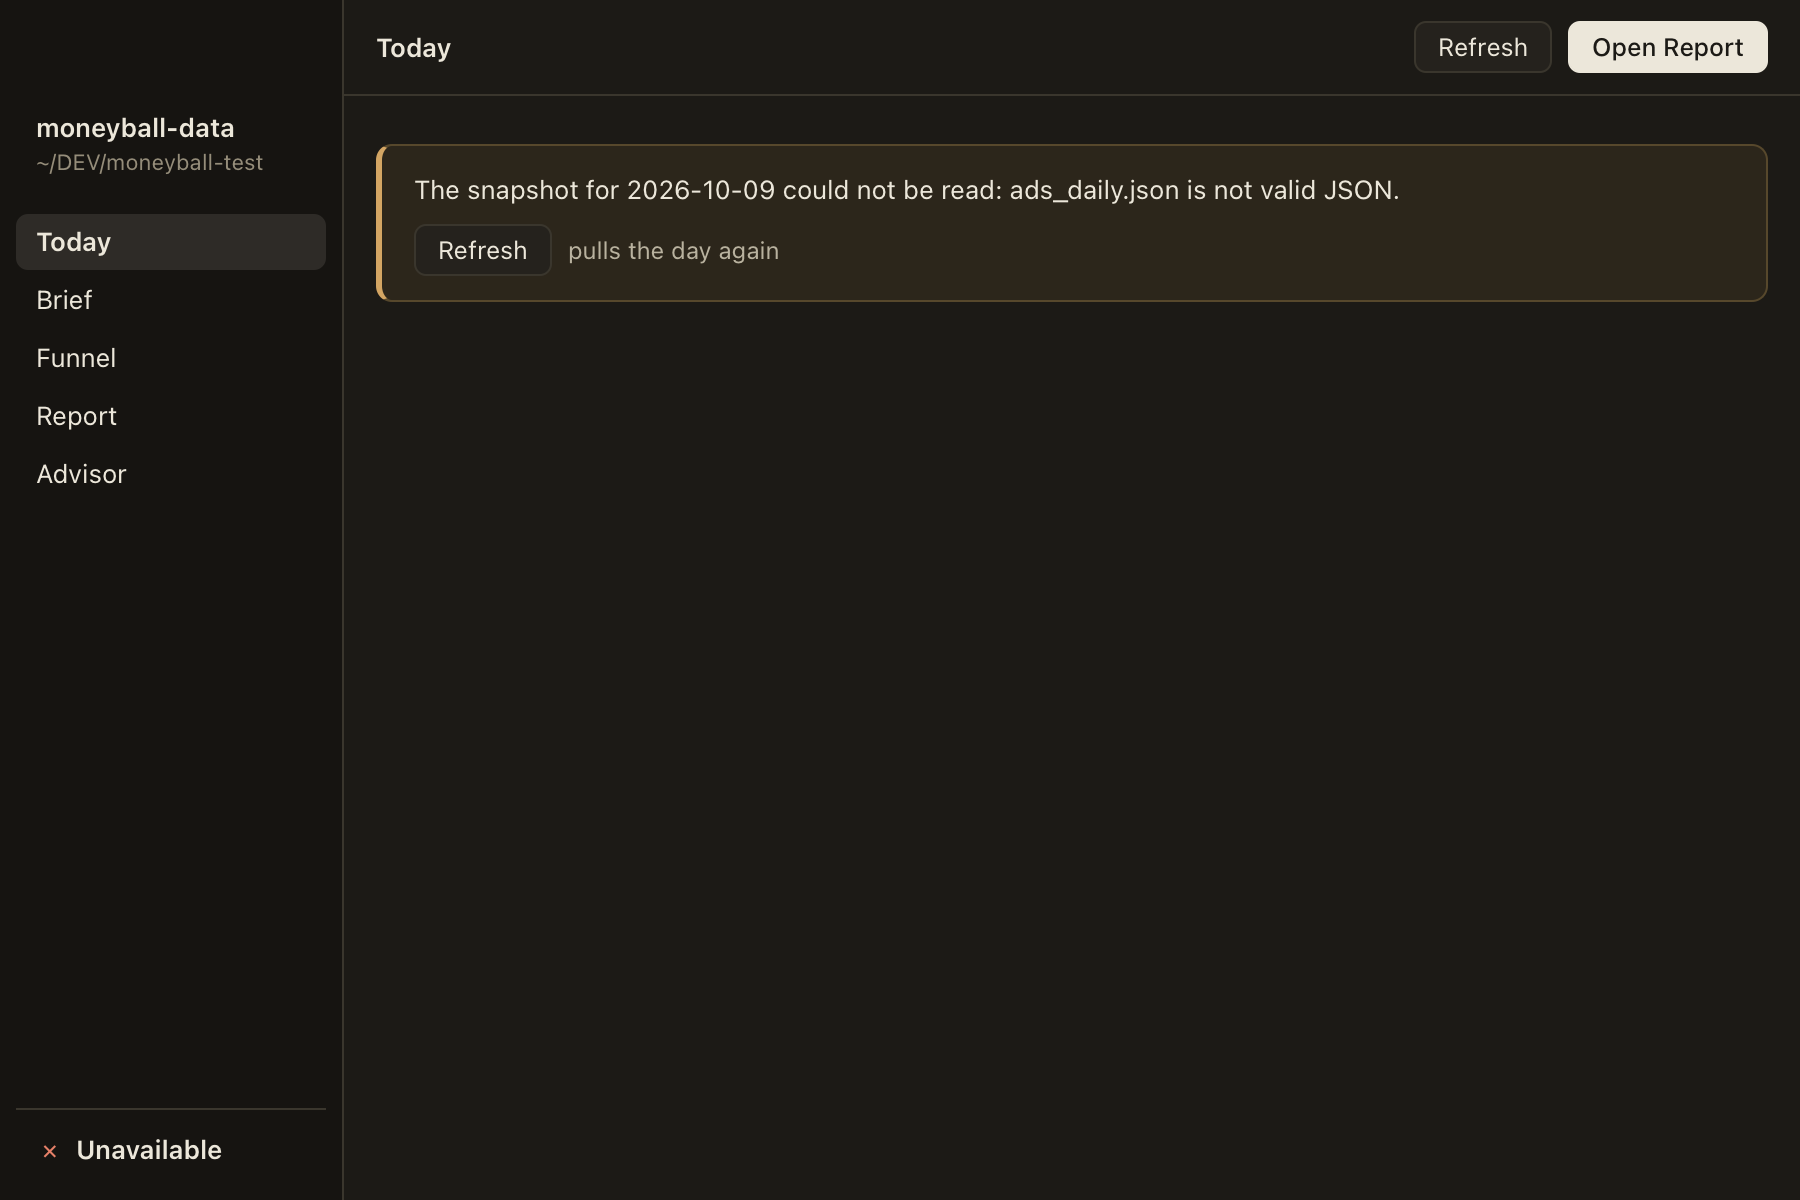 moneyball-data
~/DEV/moneyball-test
Today
Brief
Funnel
Report
Advisor
× Unavailable
Today
Refresh
Open Report
The snapshot for 2026-10-09 could not be read: ads_daily.json is not valid JSON.
Refresh pulls the day again